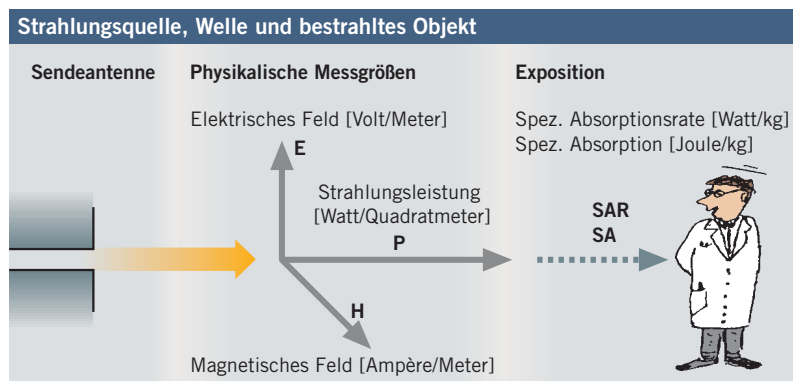 Strahlungsquelle, Welle und bestrahltes Objekt
Sendeantenne
Physikalische Messgrößen
Exposition
Elektrisches Feld [Volt/Meter]
E
Strahlungsleistung
[Watt/Quadratmeter]
P
H
Magnetisches Feld [Ampère/Meter]
Spez. Absorptionsrate [Watt/kg]
Spez. Absorption [Joule/kg]
SAR
SA